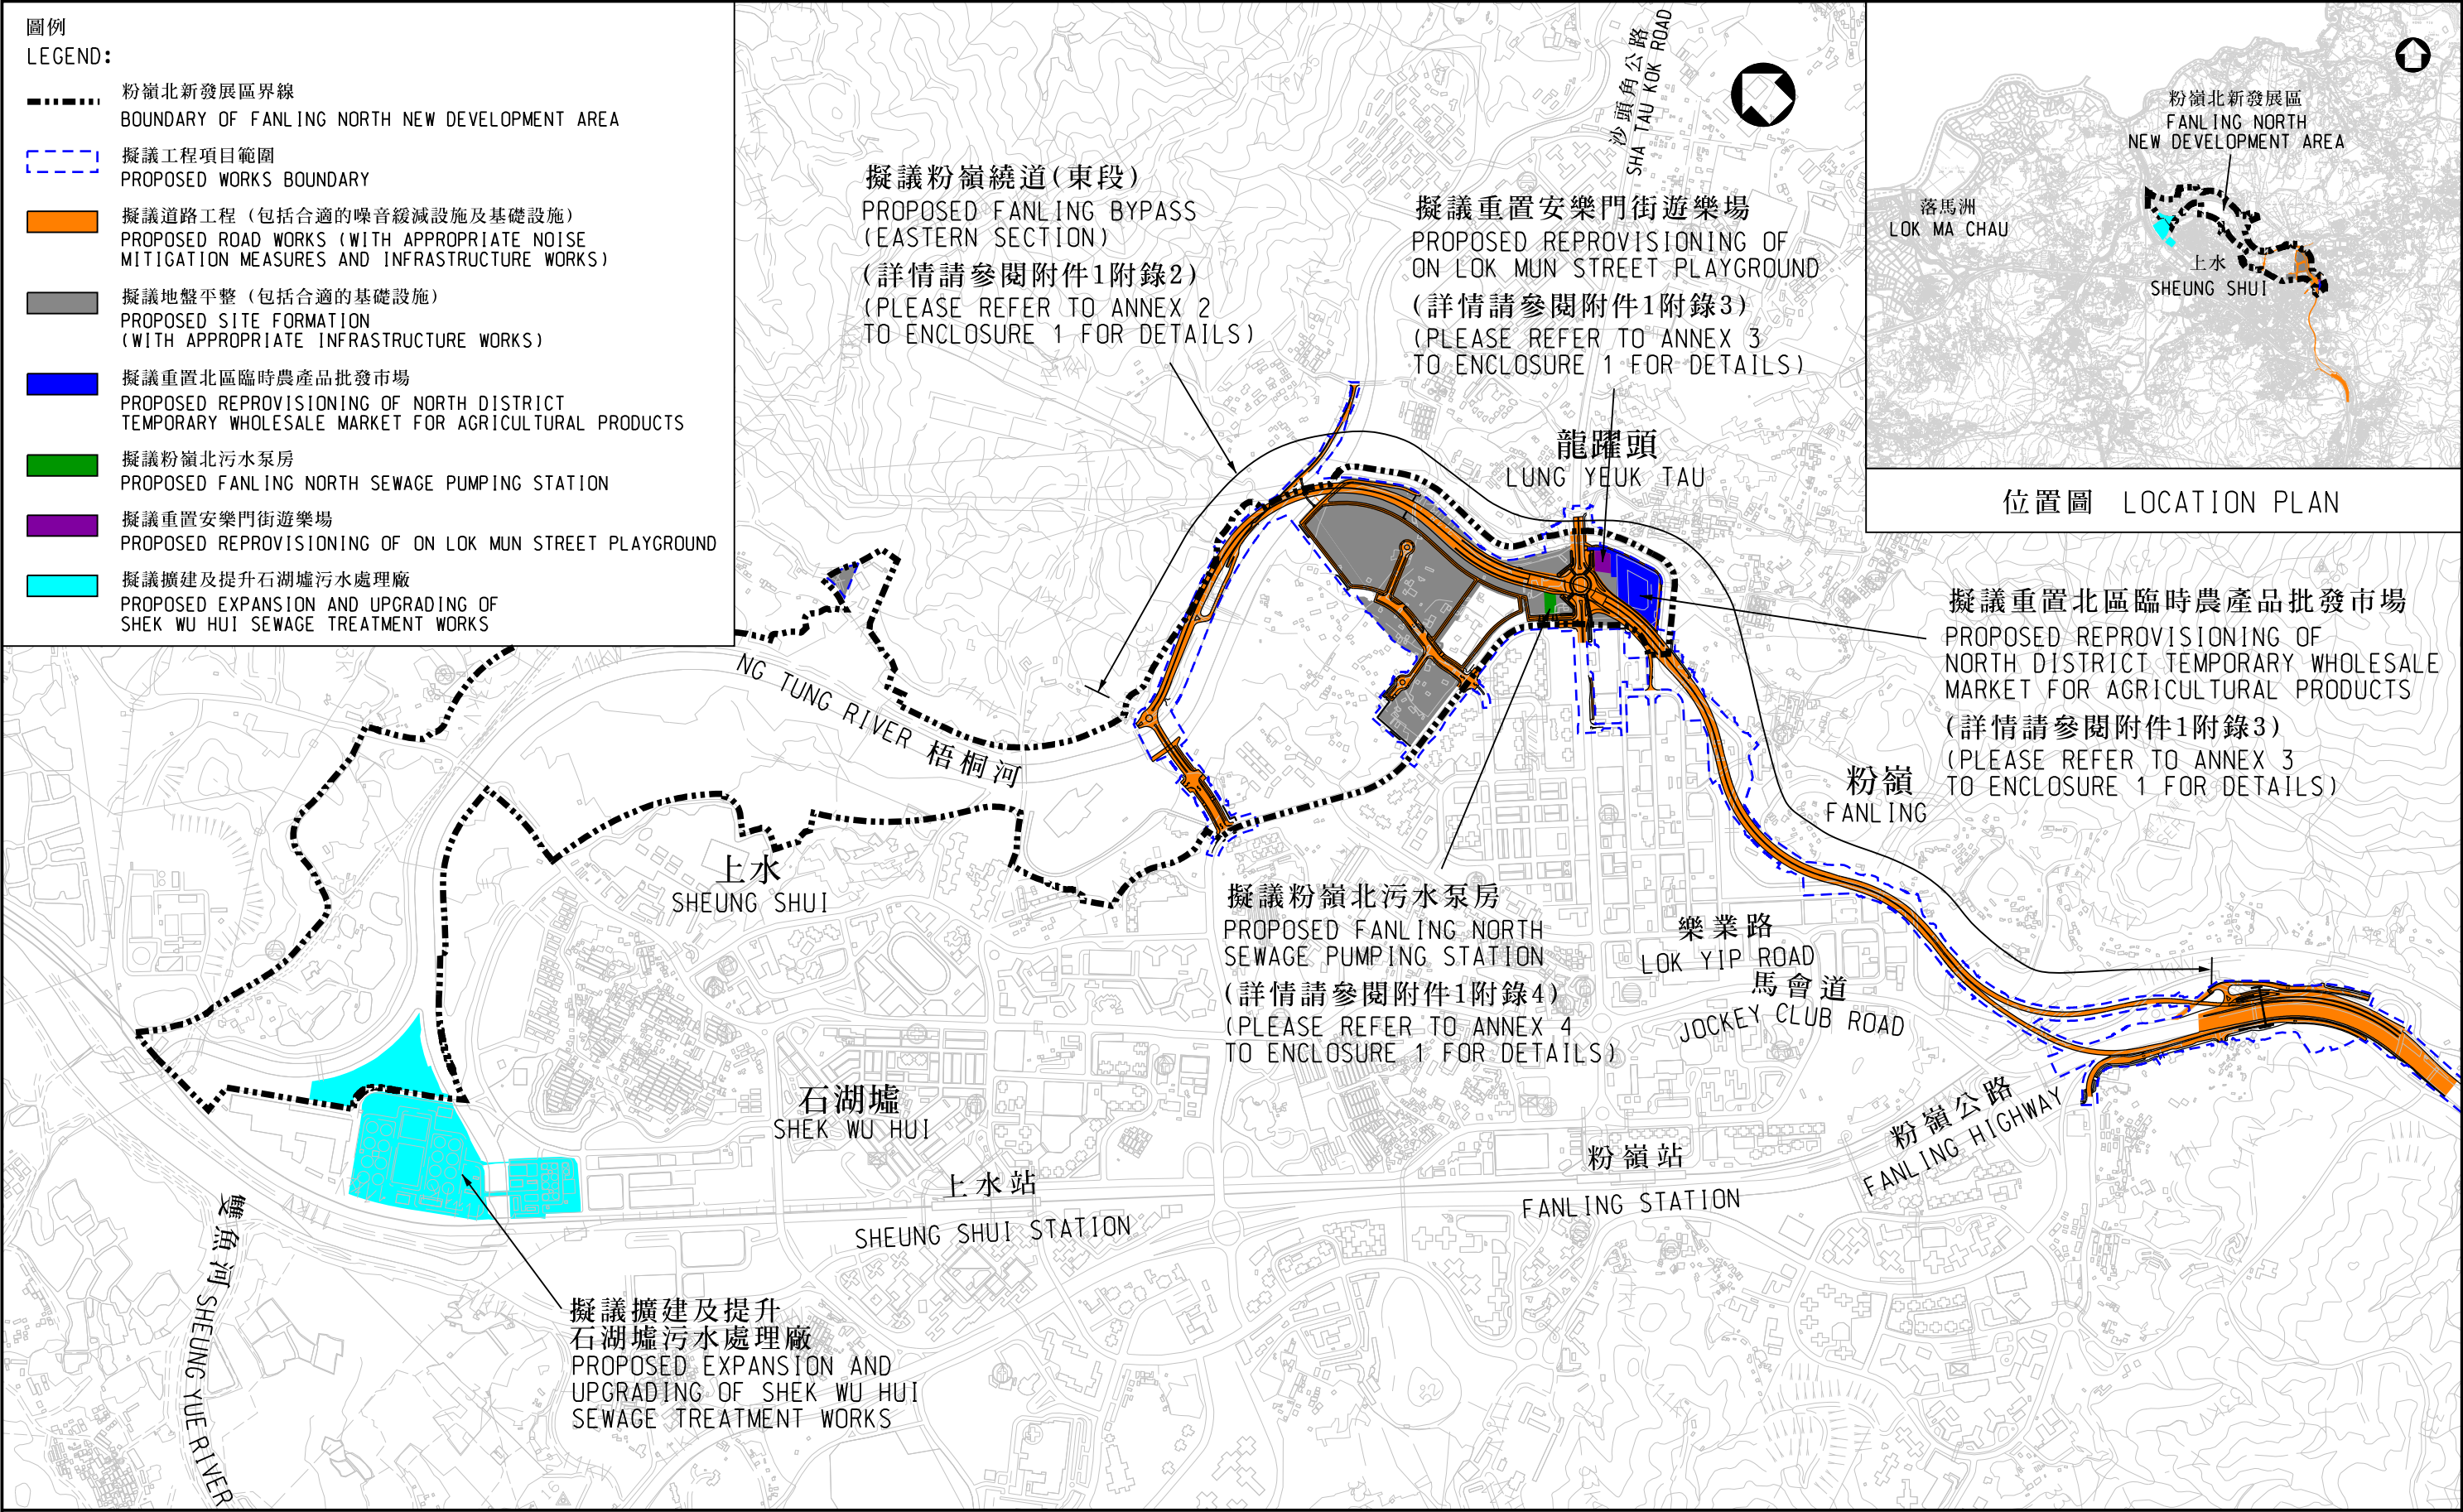 圖例
LEGEND:
粉嶺北新發展區界線
BOUNDARY OF FANLING NORTH NEW DEVELOPMENT AREA
擬議工程項目範圍
PROPOSED WORKS BOUNDARY
擬議道路工程 (包括合適的噪音緩減設施及基礎設施)
PROPOSED ROAD WORKS (WITH APPROPRIATE NOISE
MITIGATION MEASURES AND INFRASTRUCTURE WORKS)
擬議地盤平整 (包括合適的基礎設施)
PROPOSED SITE FORMATION
(WITH APPROPRIATE INFRASTRUCTURE WORKS)
擬議重置北區臨時農產品批發市場
PROPOSED REPROVISIONING OF NORTH DISTRICT
TEMPORARY WHOLESALE MARKET FOR AGRICULTURAL PRODUCTS
擬議粉嶺北污水泵房
PROPOSED FANLING NORTH SEWAGE PUMPING STATION
擬議重置安樂門街遊樂場
PROPOSED REPROVISIONING OF ON LOK MUN STREET PLAYGROUND
擬議擴建及提升石湖墟污水處理廠
PROPOSED EXPANSION AND UPGRADING OF
SHEK WU HUI SEWAGE TREATMENT WORKS
擬議粉嶺繞道(東段)
PROPOSED FANLING BYPASS
(EASTERN SECTION)
(詳情請參閱附件1附錄2)
(PLEASE REFER TO ANNEX 2
TO ENCLOSURE 1 FOR DETAILS)
沙頭角公路
SHA TAU KOK ROAD
擬議重置安樂門街遊樂場
PROPOSED REPROVISIONING OF
ON LOK MUN STREET PLAYGROUND
(詳情請參閱附件1附錄3)
(PLEASE REFER TO ANNEX 3
TO ENCLOSURE 1 FOR DETAILS)
龍躍頭
LUNG YEUK TAU
粉嶺北新發展區
FANLING NORTH
NEW DEVELOPMENT AREA
落馬洲
LOK MA CHAU
上水
SHEUNG SHUI
位置圖 LOCATION PLAN
擬議重置北區臨時農產品批發市場
PROPOSED REPROVISIONING OF
NORTH DISTRICT TEMPORARY WHOLESALE
MARKET FOR AGRICULTURAL PRODUCTS
(詳情請參閱附件1附錄3)
(PLEASE REFER TO ANNEX 3
TO ENCLOSURE 1 FOR DETAILS)
NG TUNG RIVER 梧桐河
粉嶺
FANLING
上水
SHEUNG SHUI
擬議粉嶺北污水泵房
PROPOSED FANLING NORTH
SEWAGE PUMPING STATION
(詳情請參閱附件1附錄4)
(PLEASE REFER TO ANNEX 4
TO ENCLOSURE 1 FOR DETAILS)
樂業路
LOK YIP ROAD
馬會道
JOCKEY CLUB ROAD
石湖墟
SHEK WU HUI
粉嶺公路
FANLING HIGHWAY
上水站
SHEUNG SHUI STATION
粉嶺站
FANLING STATION
雙魚河 SHEUNG YUE RIVER
擬議擴建及提升
石湖墟污水處理廠
PROPOSED EXPANSION AND
UPGRADING OF SHEK WU HUI
SEWAGE TREATMENT WORKS